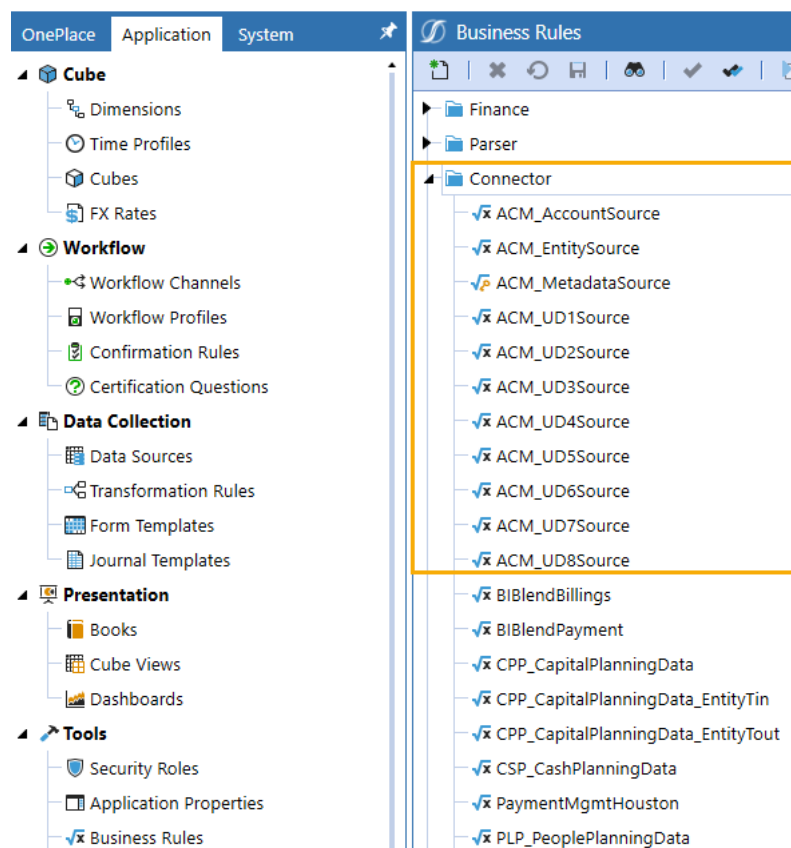 OnePlace Application System
Cube
Dimensions
Time Profiles
Cubes
FX Rates
Workflow
Workflow Channels
Workflow Profiles
Confirmation Rules
Certification Questions
Data Collection
Data Sources
Transformation Rules
Form Templates
Journal Templates
Presentation
Books
Cube Views
Dashboards
Tools
Security Roles
Application Properties
Business Rules
Business Rules
Finance
Parser
Connector
ACM_AccountSource
ACM_EntitySource
ACM_MetadataSource
ACM_UD1Source
ACM_UD2Source
ACM_UD3Source
ACM_UD4Source
ACM_UD5Source
ACM_UD6Source
ACM_UD7Source
ACM_UD8Source
BIBlendBillings
BIBlendPayment
CPP_CapitalPlanningData
CPP_CapitalPlanningData_EntityTin
CPP_CapitalPlanningData_EntityTout
CSP_CashPlanningData
PaymentMgmtHouston
PLP_PeoplePlanningData